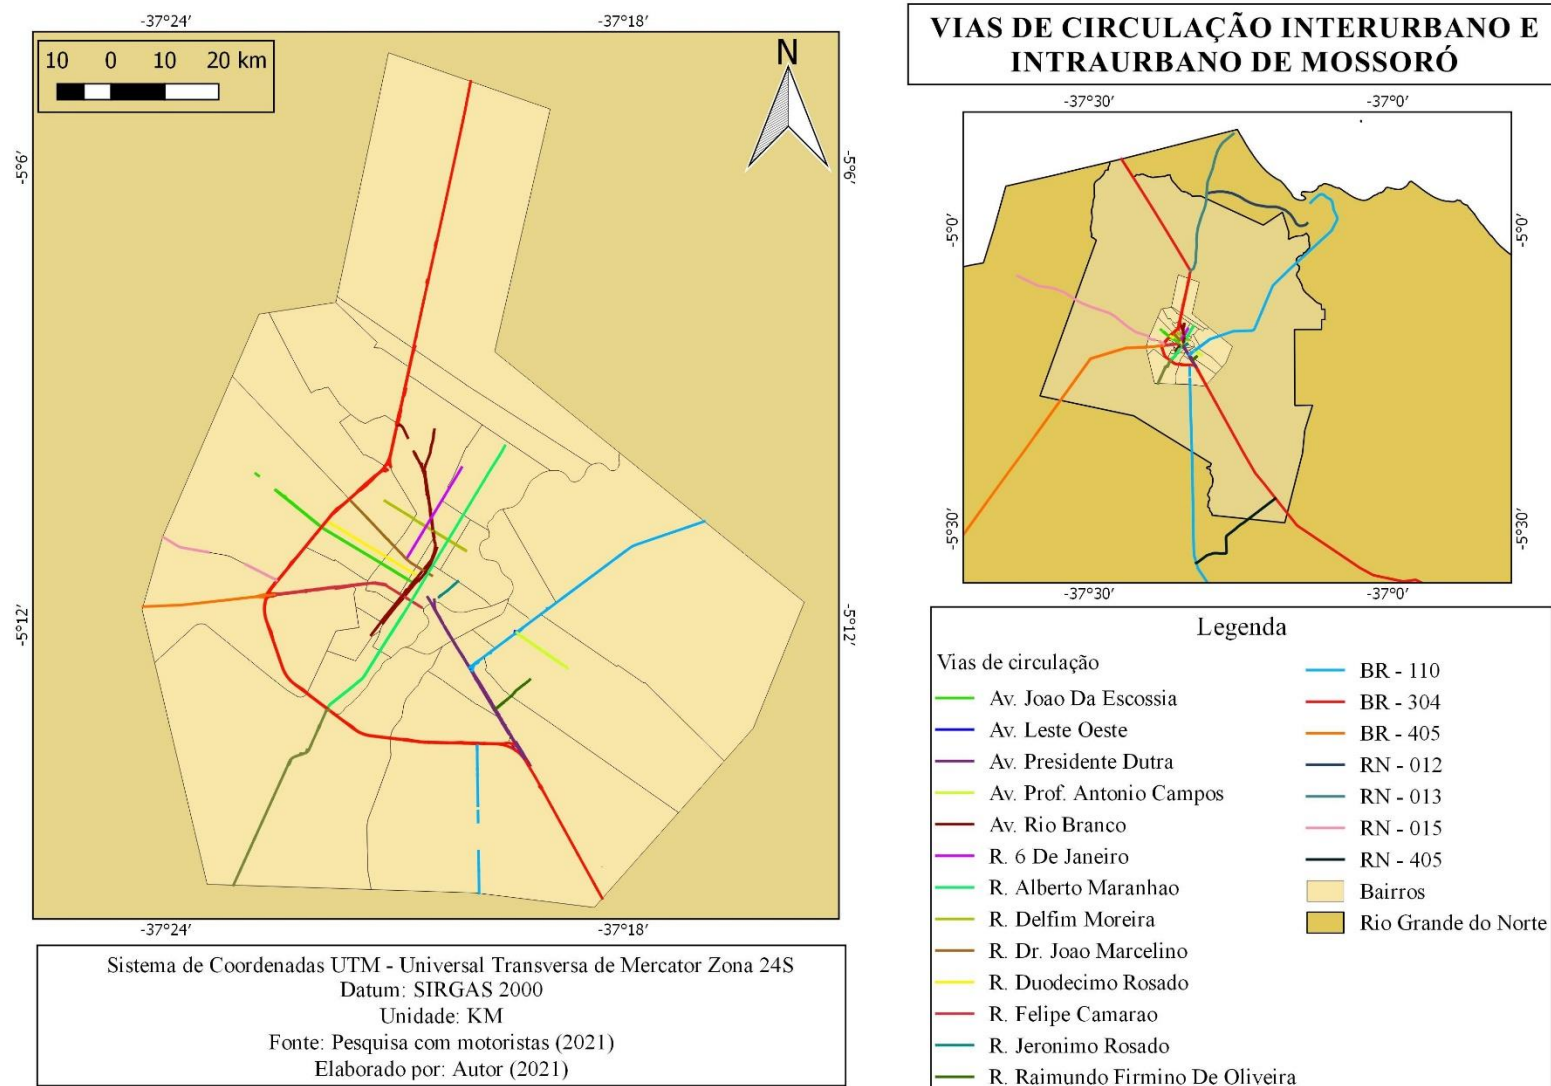 -37°24'
-37°18'
10 0 10 20 km
N
-5°6'
-5°6'
-5°12'
-5°12'
-37°24'
-37°18'
Sistema de Coordenadas UTM - Universal Transversa de Mercator Zona 24S
Datum: SIRGAS 2000
Unidade: KM
Fonte: Pesquisa com motoristas (2021)
Elaborado por: Autor (2021)
VIAS DE CIRCULAÇÃO INTERURBANO E
INTRAURBANO DE MOSSORÓ
-37°30'
-37°0'
-5°0'
-5°0'
-5°30'
-5°30'
-37°30'
-37°0'
Legenda
Vias de circulação
Av. Joao Da Escossia
Av. Leste Oeste
Av. Presidente Dutra
Av. Prof. Antonio Campos
Av. Rio Branco
R. 6 De Janeiro
R. Alberto Maranhao
R. Delfim Moreira
R. Dr. Joao Marcelino
R. Duodecimo Rosado
R. Felipe Camarao
R. Jeronimo Rosado
R. Raimundo Firmino De Oliveira
BR - 110
BR - 304
BR - 405
RN - 012
RN - 013
RN - 015
RN - 405
Bairros
Rio Grande do Norte